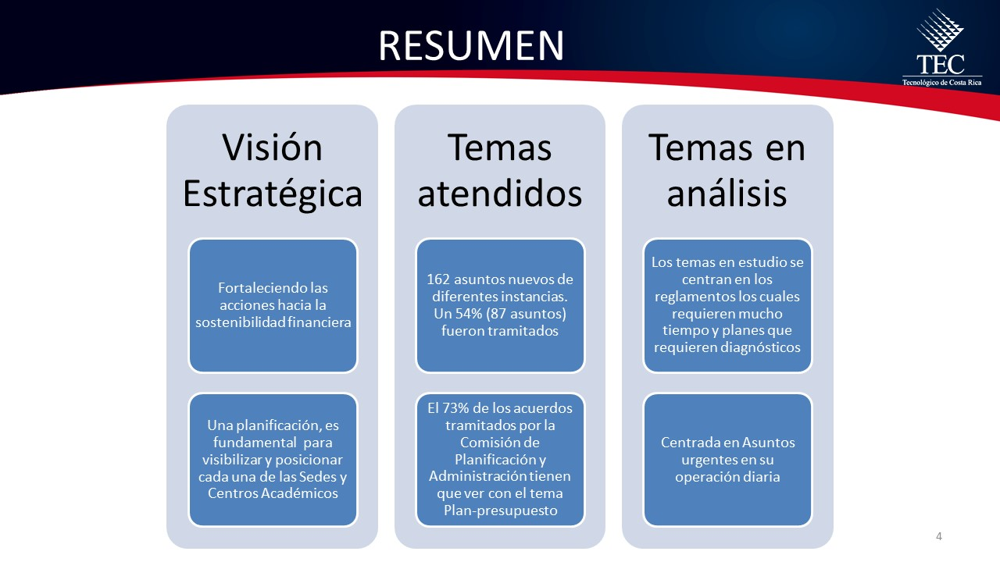 RESUMEN
TEC
Tecnológico de Costa Rica
Visión
Estratégica
Fortaleciendo las
acciones hacia la
sostenibilidad financiera
Una planificación, es
fundamental para
visibilizar y posicionar
cada una de las Sedes y
Centros Académicos
Temas
atendidos
162 asuntos nuevos de
diferentes instancias.
Un 54% (87 asuntos)
fueron tramitados
El 73% de los acuerdos
tramitados por la
Comisión de
Planificación y
Administración tienen
que ver con el tema
Plan-presupuesto
Temas en
análisis
Los temas en estudio se
centran en los
reglamentos los cuales
requieren mucho
tiempo y planes que
requieren diagnósticos
Centrada en Asuntos
urgentes en su
operación diaria
4